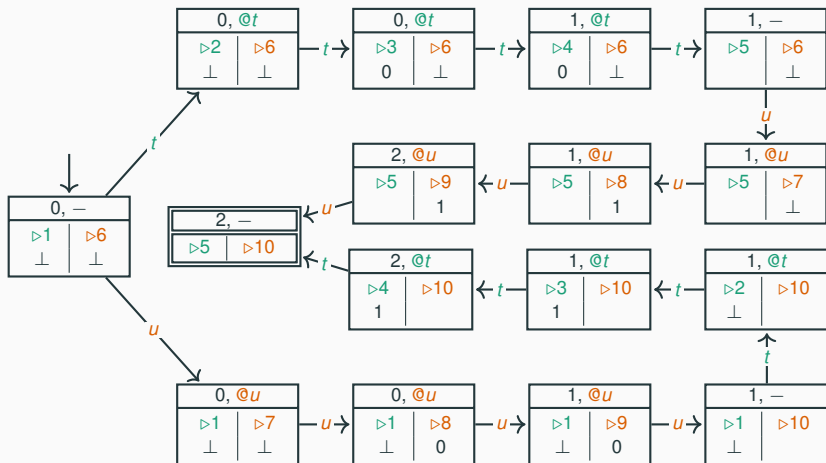 0, @t 0, @t 1, @t 1, −
▷2 ▷6 t ▷3 ▷6 t ▷4 ▷6 t ▷5 ▷6
⊥ ⊥ 0 ⊥ 0 ⊥ ⊥
t u
2, @u 1, @u 1, @u
▷5 ▷9 u ▷5 ▷8 u ▷5 ▷7
1 1 ⊥
u
0, − 2, −
▷1 ▷6 ▷5 ▷10
⊥ ⊥
t
2, @t 1, @t 1, @t
▷4 ▷10 t ▷3 ▷10 t ▷2 ▷10
1 1 ⊥
u t
0, @u 0, @u 1, @u 1, −
▷1 ▷7 u ▷1 ▷8 u ▷1 ▷9 u ▷1 ▷10
⊥ ⊥ ⊥ 0 ⊥ 0 ⊥